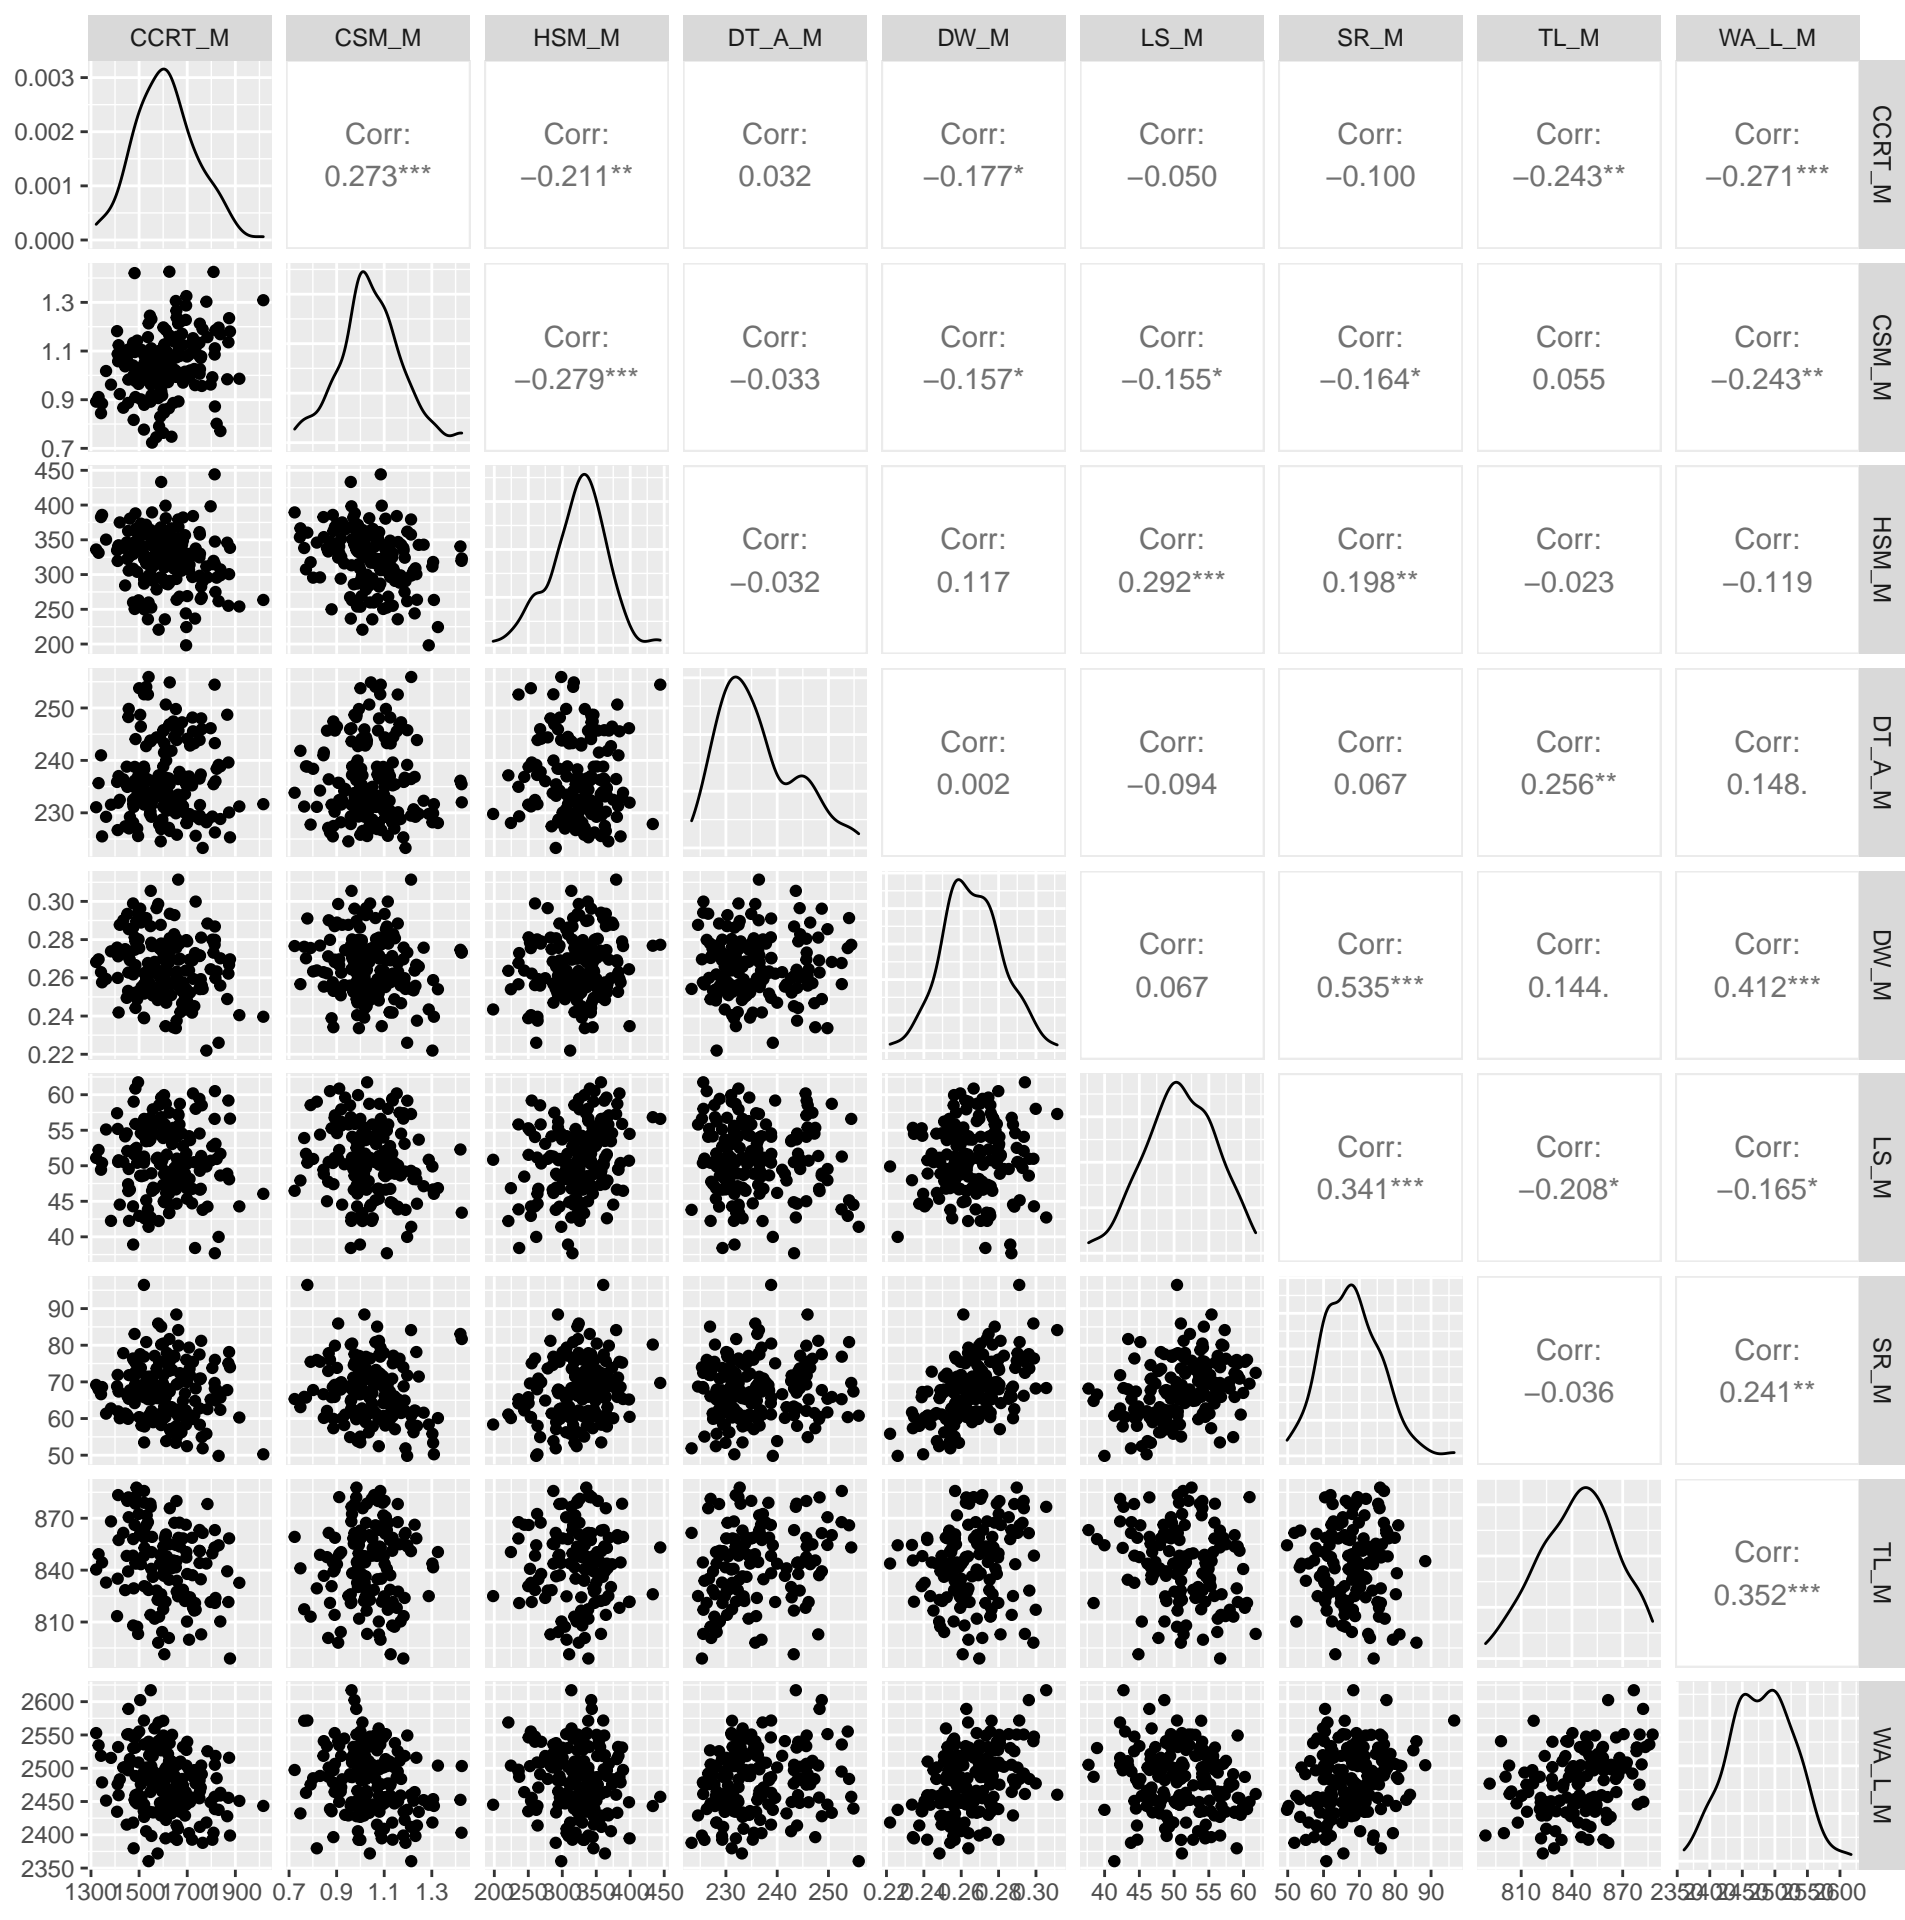 CCRT_M CSM_M HSM_M DT_A_M DW_M LS_M SR_M TL_M WA_L_M
0.003
0.002
0.001
0.000
Corr: Corr: Corr: Corr: Corr: Corr: Corr: Corr:
0.273*** −0.211** 0.032 −0.177* −0.050 −0.100 −0.243** −0.271***
CCRT_M
1.3
1.1
0.9
0.7
Corr: Corr: Corr: Corr: Corr: Corr: Corr:
−0.279*** −0.033 −0.157* −0.155* −0.164* 0.055 −0.243**
CSM_M
450
400
350
300
250
200
Corr: Corr: Corr: Corr: Corr: Corr:
−0.032 0.117 0.292*** 0.198** −0.023 −0.119
HSM_M
250
240
230
Corr: Corr: Corr: Corr: Corr:
0.002 −0.094 0.067 0.256** 0.148.
DT_A_M
0.30
0.28
0.26
0.24
0.22
Corr: Corr: Corr: Corr:
0.067 0.535*** 0.144. 0.412***
DW_M
60
55
50
45
40
Corr: Corr: Corr:
0.341*** −0.208* −0.165*
LS_M
90
80
70
60
50
Corr: Corr:
−0.036 0.241**
SR_M
870
840
810
Corr:
0.352***
TL_M
2600
2550
2500
2450
2400
2350
WA_L_M
1300 1500 1700 1900 0.7 0.9 1.1 1.3 200 250 300 350 400 450 230 240 250 0.22 0.24 0.26 0.28 0.30 40 45 50 55 60 50 60 70 80 90 810 840 870 2350 2400 2450 2500 2550 2600